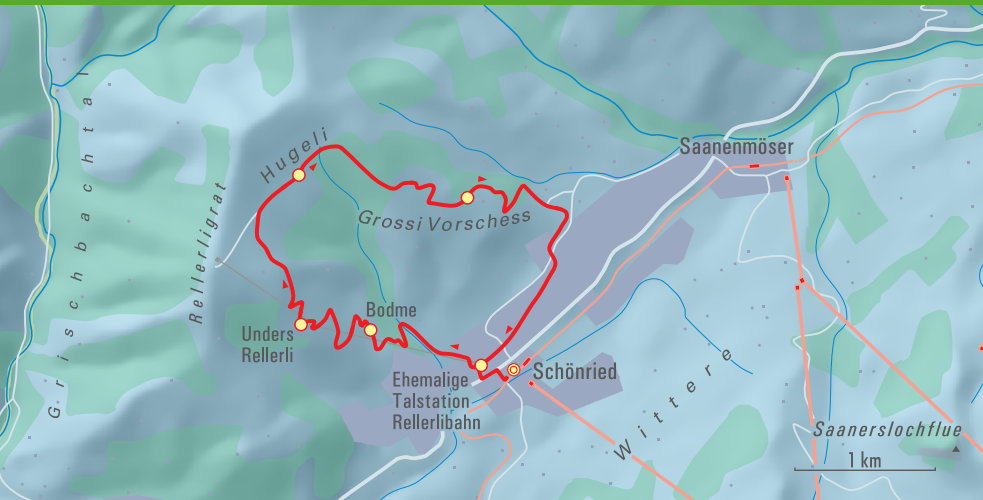 Grischbachtal
Rellerligrat
Hugeli
Grossi Vorschess
Saanenmöser
Bodme
Unders
Rellerli
Ehemalige
Talstation
Rellerlibahn
Schönried
Wittere
Saanerslochflue
1 km